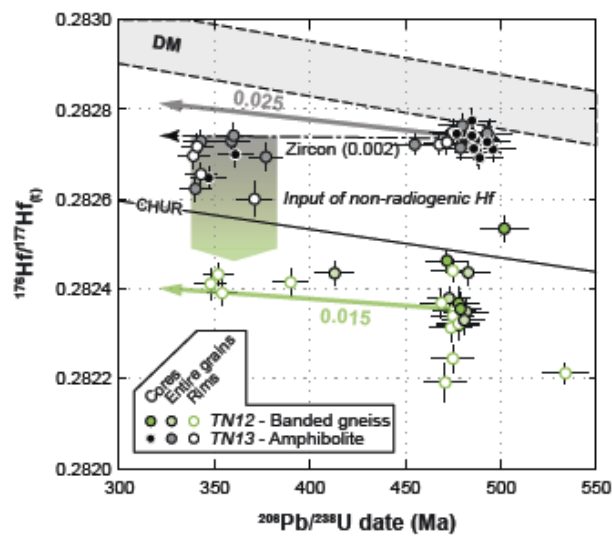 0.2830
DM
0.2828
0.025
Zircon (0.002)
Input of non-radiogenic Hf
0.2826
CHUR
0.2824
0.015
0.2822
0.2820
¹⁷⁶Hf/¹⁷⁷Hf₍ₜ₎
Cores
Entire grains
Rims
TN12 - Banded gneiss
TN13 - Amphibolite
300 350 400 450 500 550
²⁰⁶Pb/²³⁸U date (Ma)